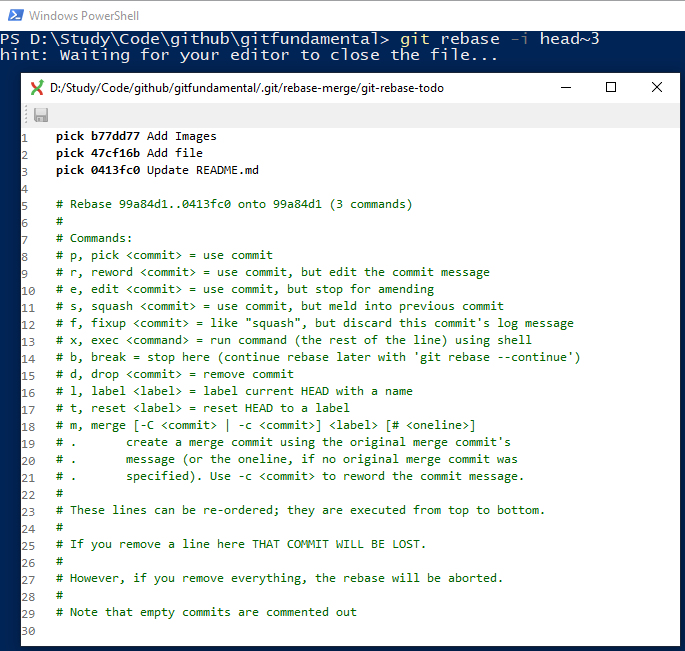 Windows PowerShell
PS D:\Study\Code\github\gitfundamental> git rebase -i head~3
hint: Waiting for your editor to close the file...
D:/Study/Code/github/gitfundamental/.git/rebase-merge/git-rebase-todo
1 pick b77dd77 Add Images
2 pick 47cf16b Add file
3 pick 0413fc0 Update README.md
4
5 # Rebase 99a84d1..0413fc0 onto 99a84d1 (3 commands)
6 #
7 # Commands:
8 # p, pick <commit> = use commit
9 # r, reword <commit> = use commit, but edit the commit message
10 # e, edit <commit> = use commit, but stop for amending
11 # s, squash <commit> = use commit, but meld into previous commit
12 # f, fixup <commit> = like "squash", but discard this commit's log message
13 # x, exec <command> = run command (the rest of the line) using shell
14 # b, break = stop here (continue rebase later with 'git rebase --continue')
15 # d, drop <commit> = remove commit
16 # l, label <label> = label current HEAD with a name
17 # t, reset <label> = reset HEAD to a label
18 # m, merge [-C <commit> | -c <commit>] <label> [# <oneline>]
19 # .       create a merge commit using the original merge commit's
20 # .       message (or the oneline, if no original merge commit was
21 # .       specified). Use -c <commit> to reword the commit message.
22 #
23 # These lines can be re-ordered; they are executed from top to bottom.
24 #
25 # If you remove a line here THAT COMMIT WILL BE LOST.
26 #
27 # However, if you remove everything, the rebase will be aborted.
28 #
29 # Note that empty commits are commented out
30